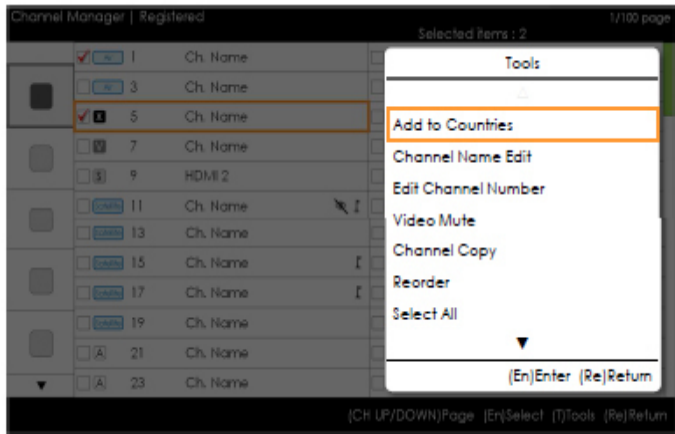 Channel Manager | Registered
1/100 page
Selected items : 2
1 Ch. Name
3 Ch. Name
X 5 Ch. Name
V 7 Ch. Name
S 9 HDMI 2
11 Ch. Name
13 Ch. Name
15 Ch. Name
17 Ch. Name
19 Ch. Name
A 21 Ch. Name
A 23 Ch. Name
Tools
Add to Countries
Channel Name Edit
Edit Channel Number
Video Mute
Channel Copy
Reorder
Select All
(En)Enter (Re)Return
(CH UP/DOWN)Page (En)Select (T)Tools (Re)Return